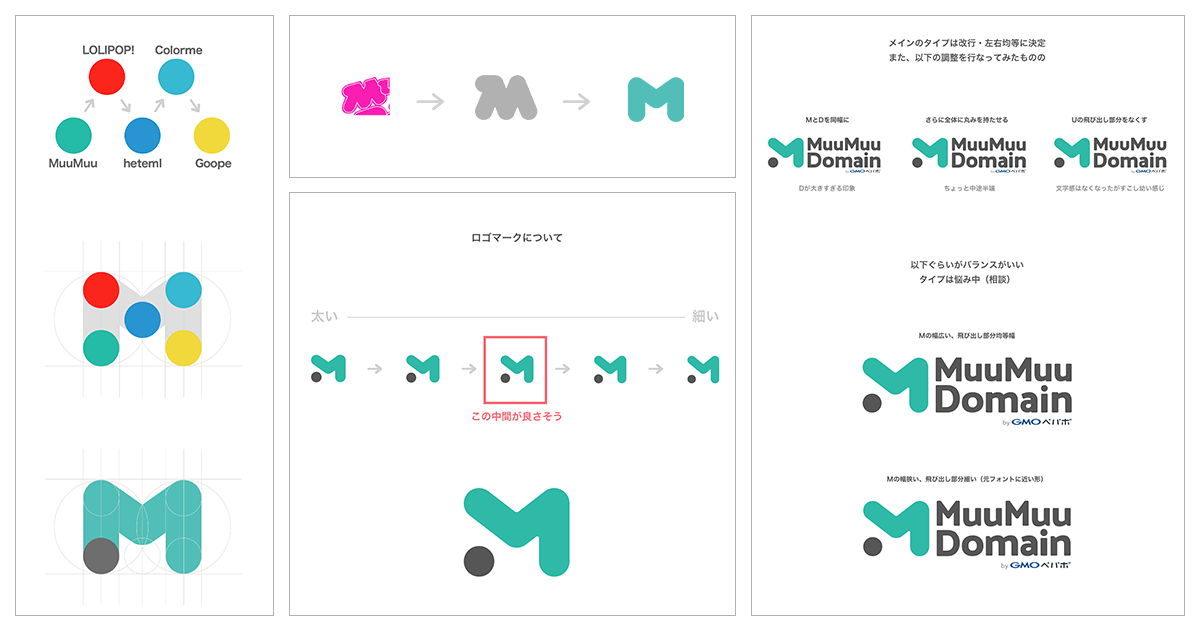 LOLIPOP!
Colorme
MuuMuu
heteml
Goope
ロゴマークについて
太い
細い
この中間が良さそう
メインのタイプは改行・左右均等に決定
また、以下の調整を行なってみたものの
MとDを同幅に
さらに全体に丸みを持たせる
Uの飛び出し部分をなくす
MuuMuu
Domain
by GMOペパボ
MuuMuu
Domain
by GMOペパボ
MuuMuu
Domain
by GMOペパボ
Dが大きすぎる印象
ちょっと中途半端
文字感はなくなったがすこし幼い感じ
以下ぐらいがバランスがいい
タイプは悩み中（相談）
Mの幅広い、飛び出し部分均等幅
MuuMuu
Domain
by GMOペパボ
Mの幅狭い、飛び出し部分細い（元フォントに近い形）
MuuMuu
Domain
by GMOペパボ